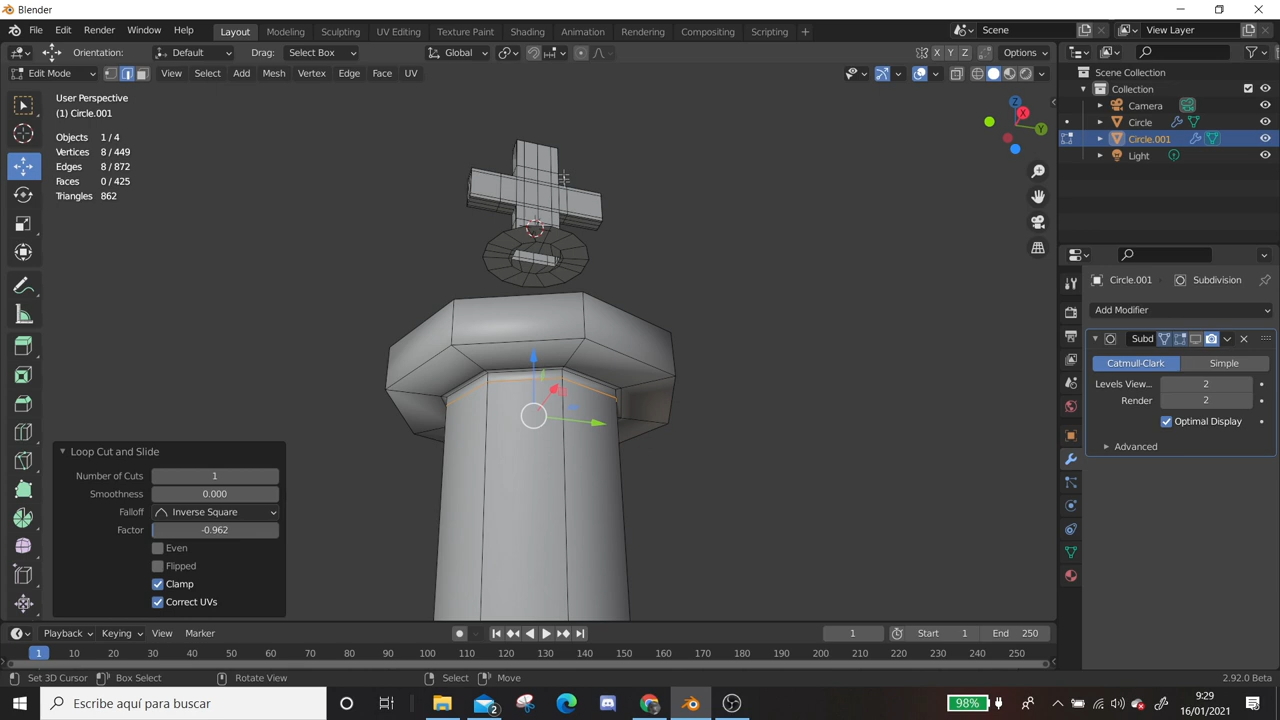 Blender
File Edit Render Window Help
Layout Modeling Sculpting UV Editing Texture Paint Shading Animation Rendering Compositing Scripting
Scene
View Layer
Orientation: Default Drag: Select Box Global
X Y Z Options
Edit Mode View Select Add Mesh Vertex Edge Face UV
User Perspective
(1) Circle.001
Objects 1 / 4
Vertices 8 / 449
Edges 8 / 872
Faces 0 / 425
Triangles 862
Z X Y
Scene Collection
Collection
Camera
Circle
Circle.001
Light
Circle.001 Subdivision
Add Modifier
Subd
Catmull-Clark Simple
Levels View... 2
Render 2
Optimal Display
Advanced
Loop Cut and Slide
Number of Cuts 1
Smoothness 0.000
Falloff Inverse Square
Factor -0.962
Even
Flipped
Clamp
Correct UVs
Playback Keying View Marker
1 Start 1 End 250
1 10 20 30 40 50 60 70 80 90 100 110 120 130 140 150 160 170 180 190 200 210 220 230 240 250
Set 3D Cursor Box Select Rotate View Select Move 2.92.0 Beta
Escribe aquí para buscar
2
98%
9:29
16/01/2021